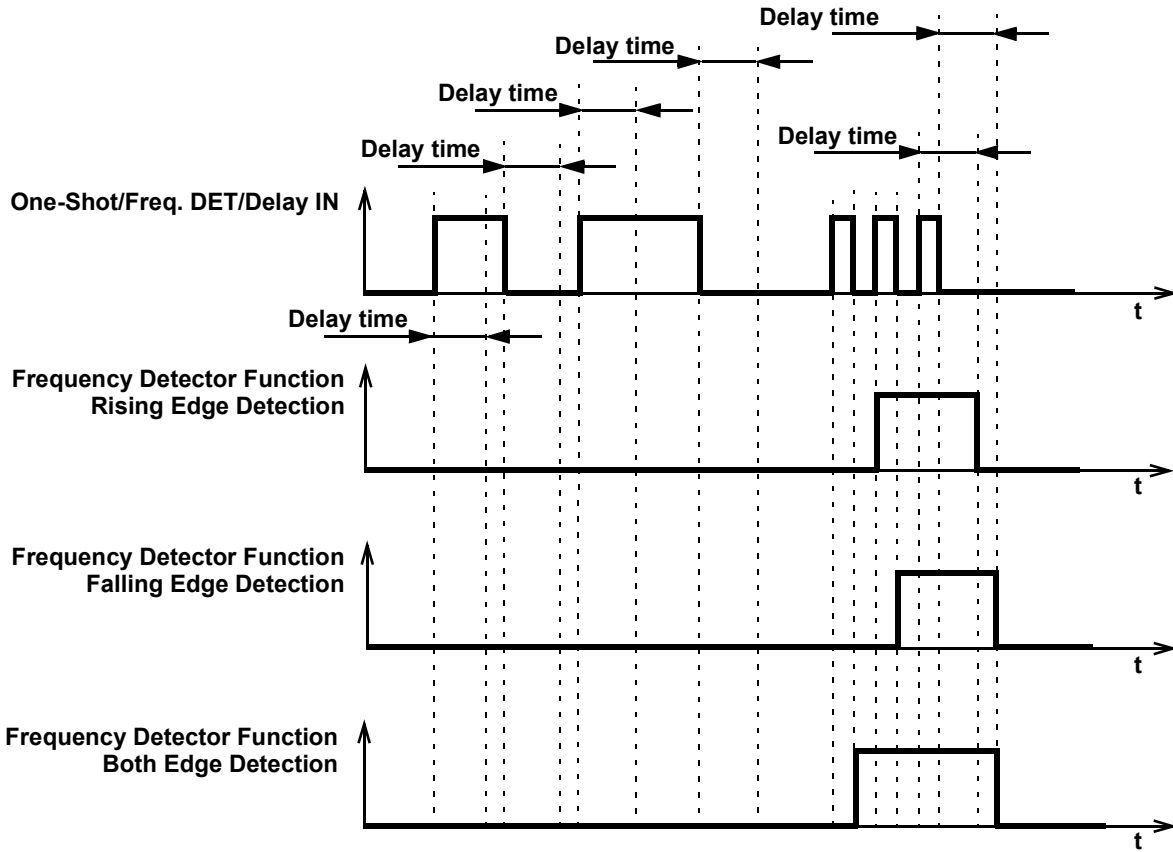 Delay time
Delay time
Delay time
Delay time
Delay time
One-Shot/Freq. DET/Delay IN
t
Delay time
Frequency Detector Function
Rising Edge Detection
t
Frequency Detector Function
Falling Edge Detection
t
Frequency Detector Function
Both Edge Detection
t